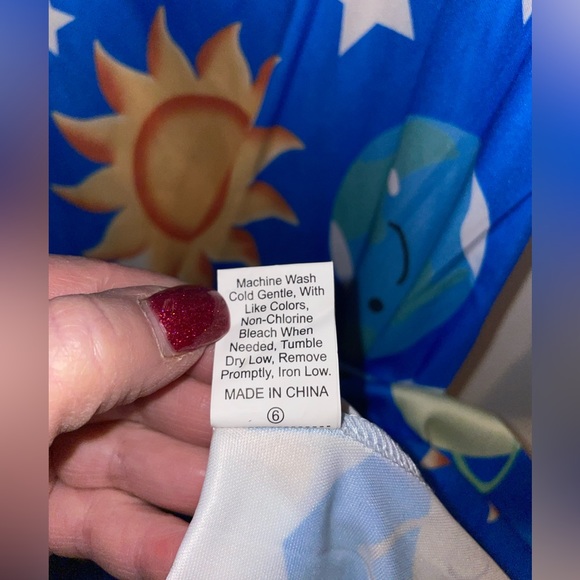 Machine Wash
Cold Gentle, With
Like Colors,
Non-Chlorine
Bleach When
Needed, Tumble
Dry Low, Remove
Promptly, Iron Low.
MADE IN CHINA
6